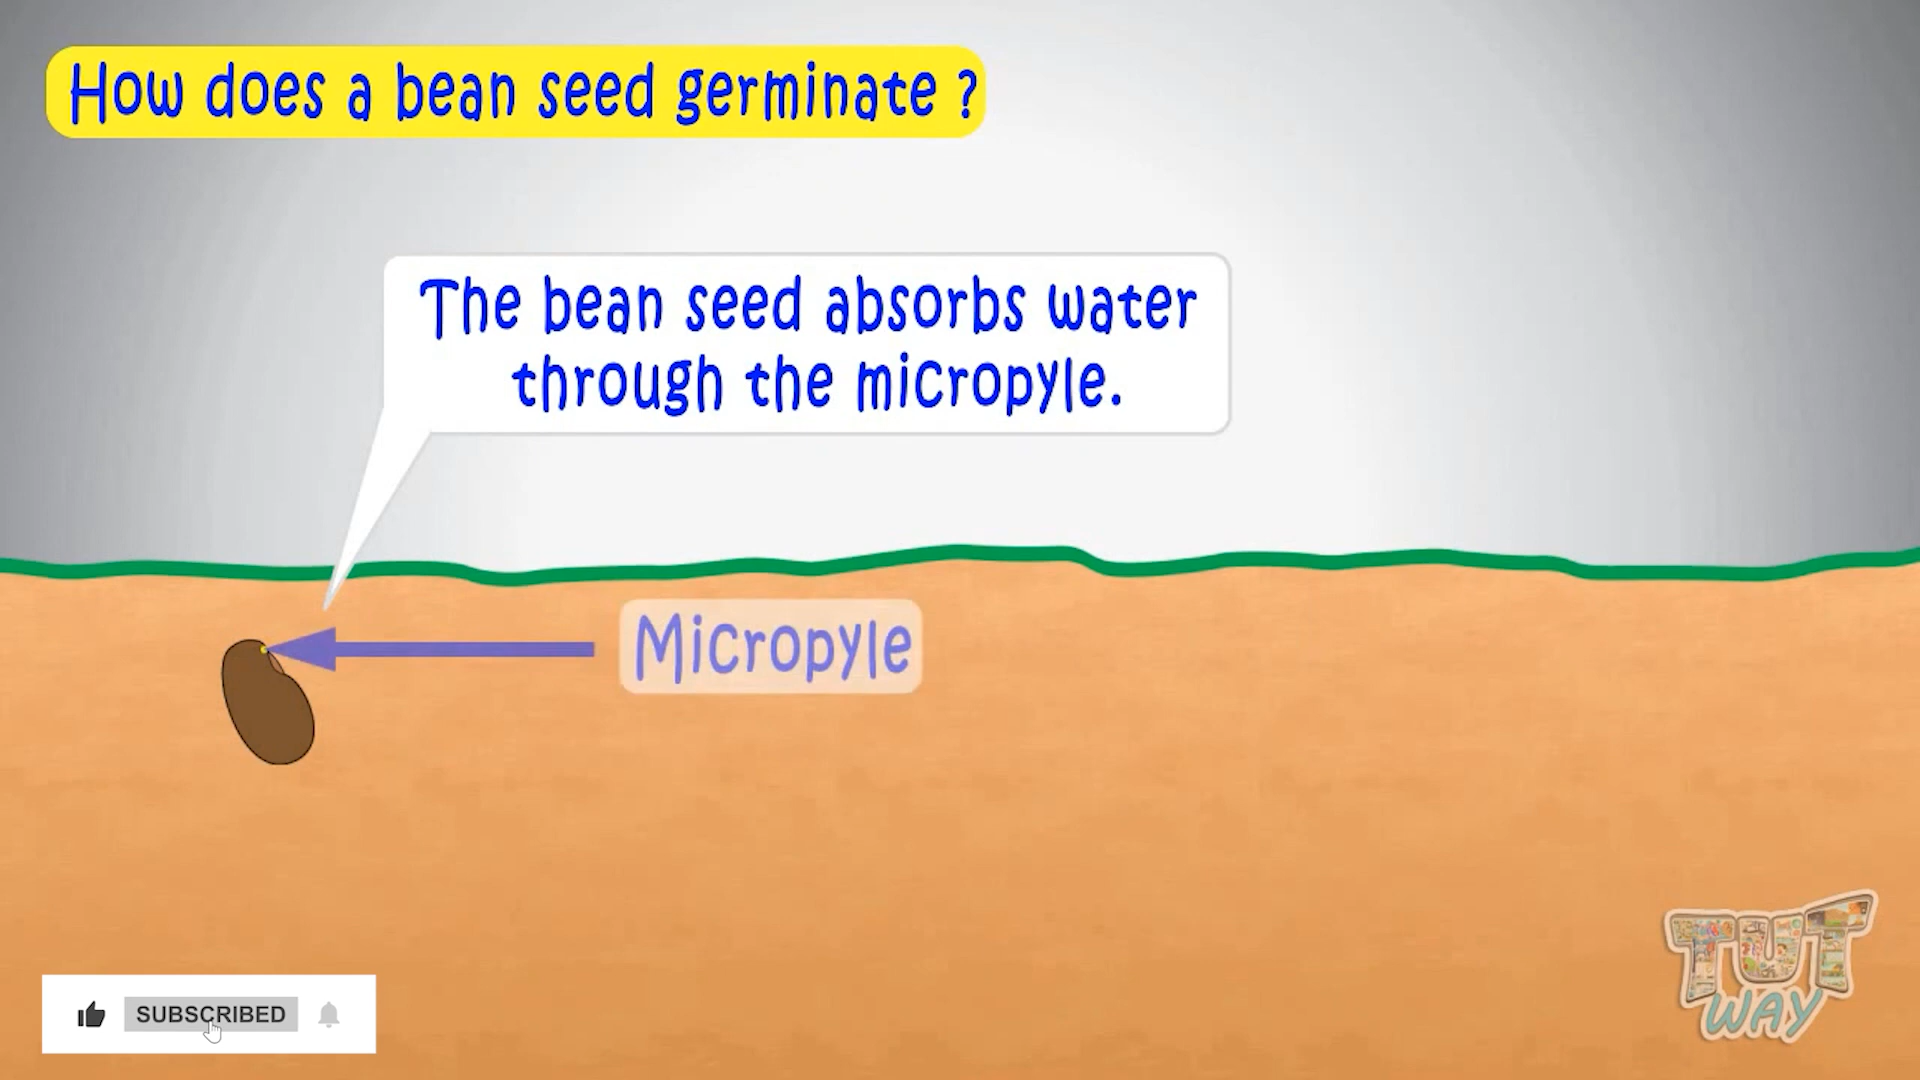 How does a bean seed germinate ?
The bean seed absorbs water
through the micropyle.
Micropyle
SUBSCRIBED
TUT
WAY